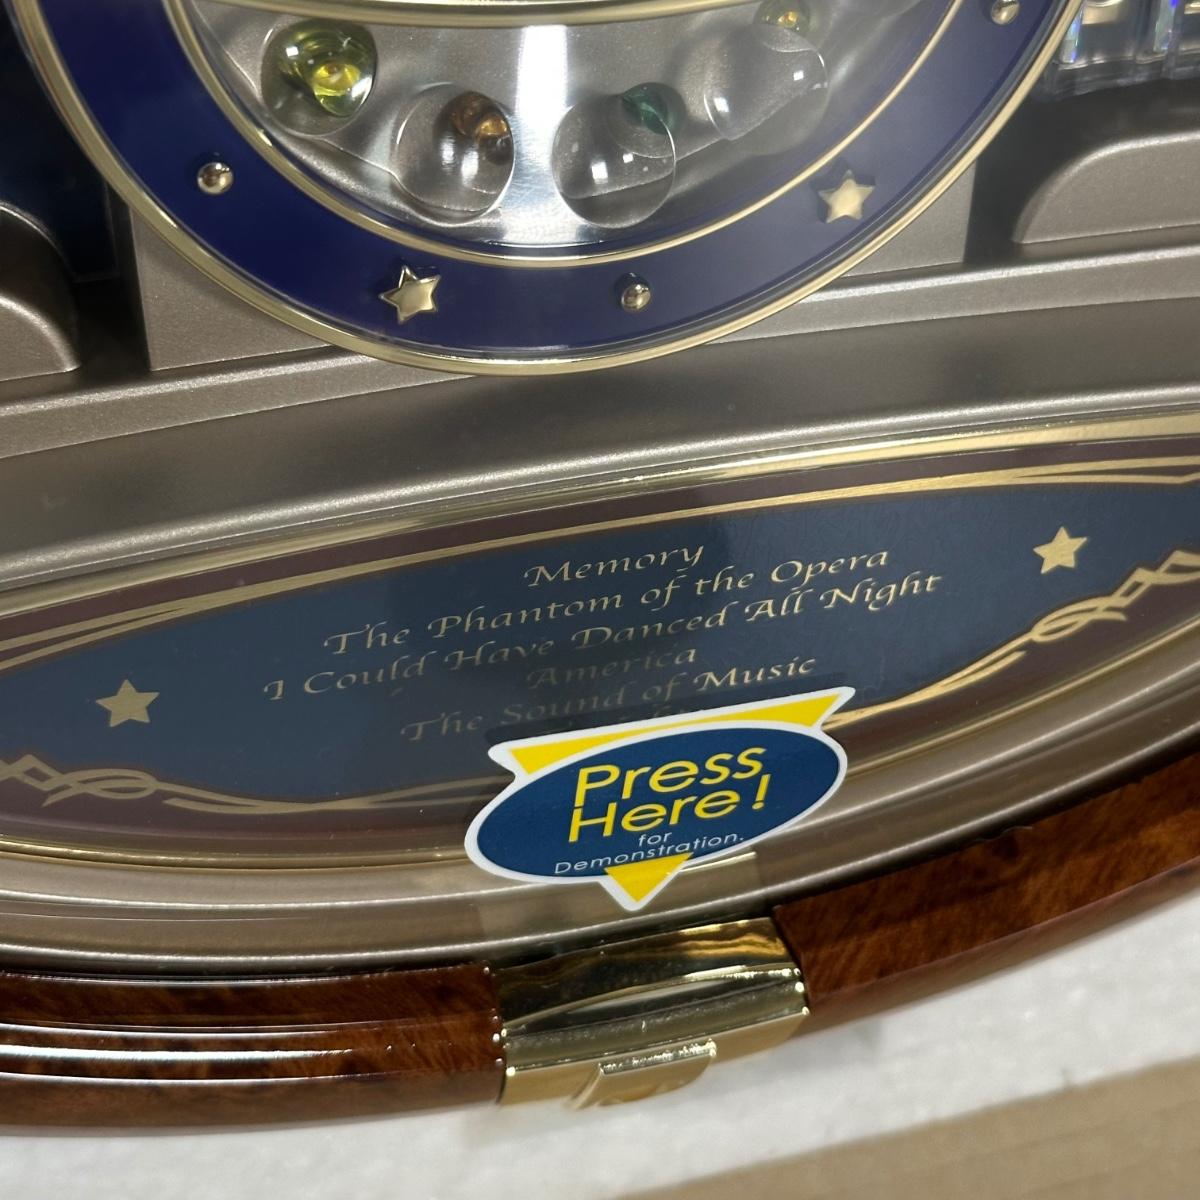 Memory
The Phantom of the Opera
I Could Have Danced All Night
America
The Sound of Music
Press
Here!
for
Demonstration.